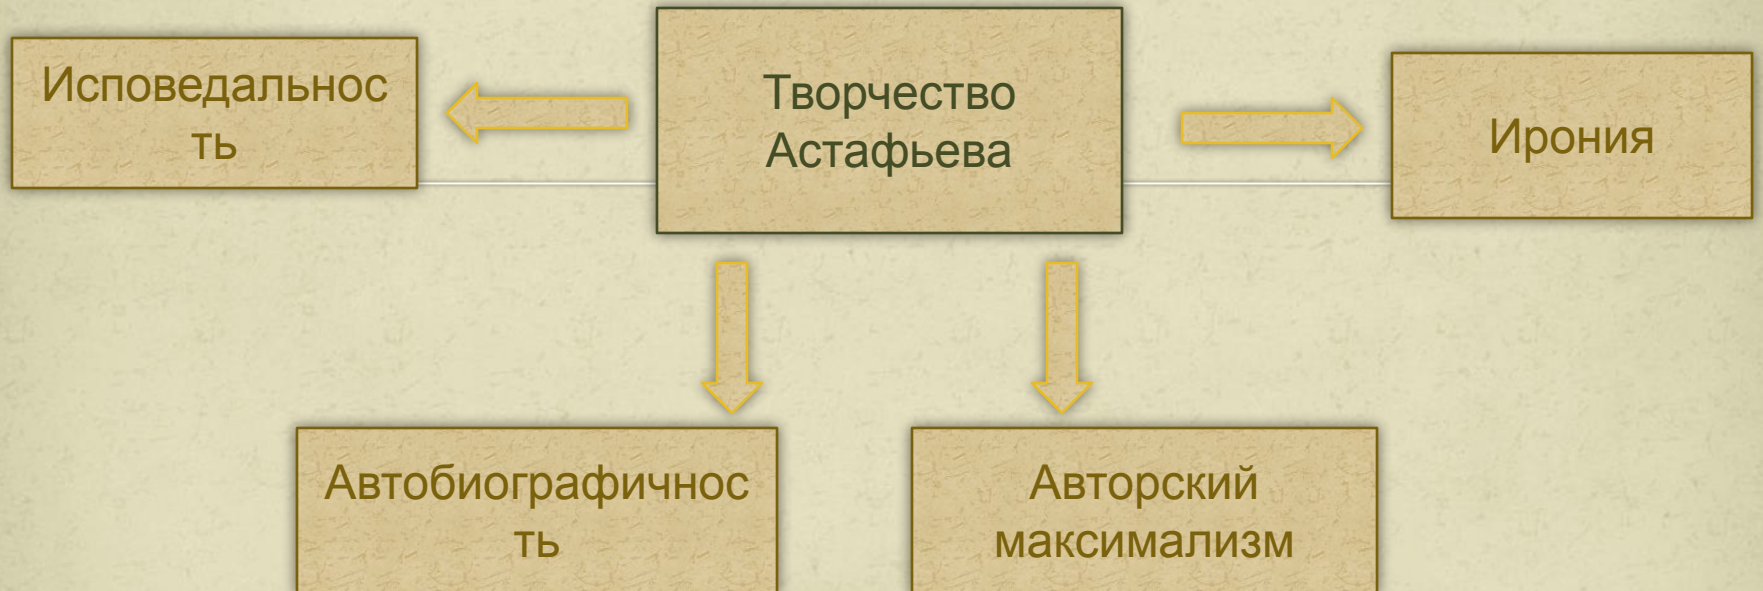 Исповедальнос
ть
Творчество
Астафьева
Ирония
Автобиографичнос
ть
Авторский
максимализм